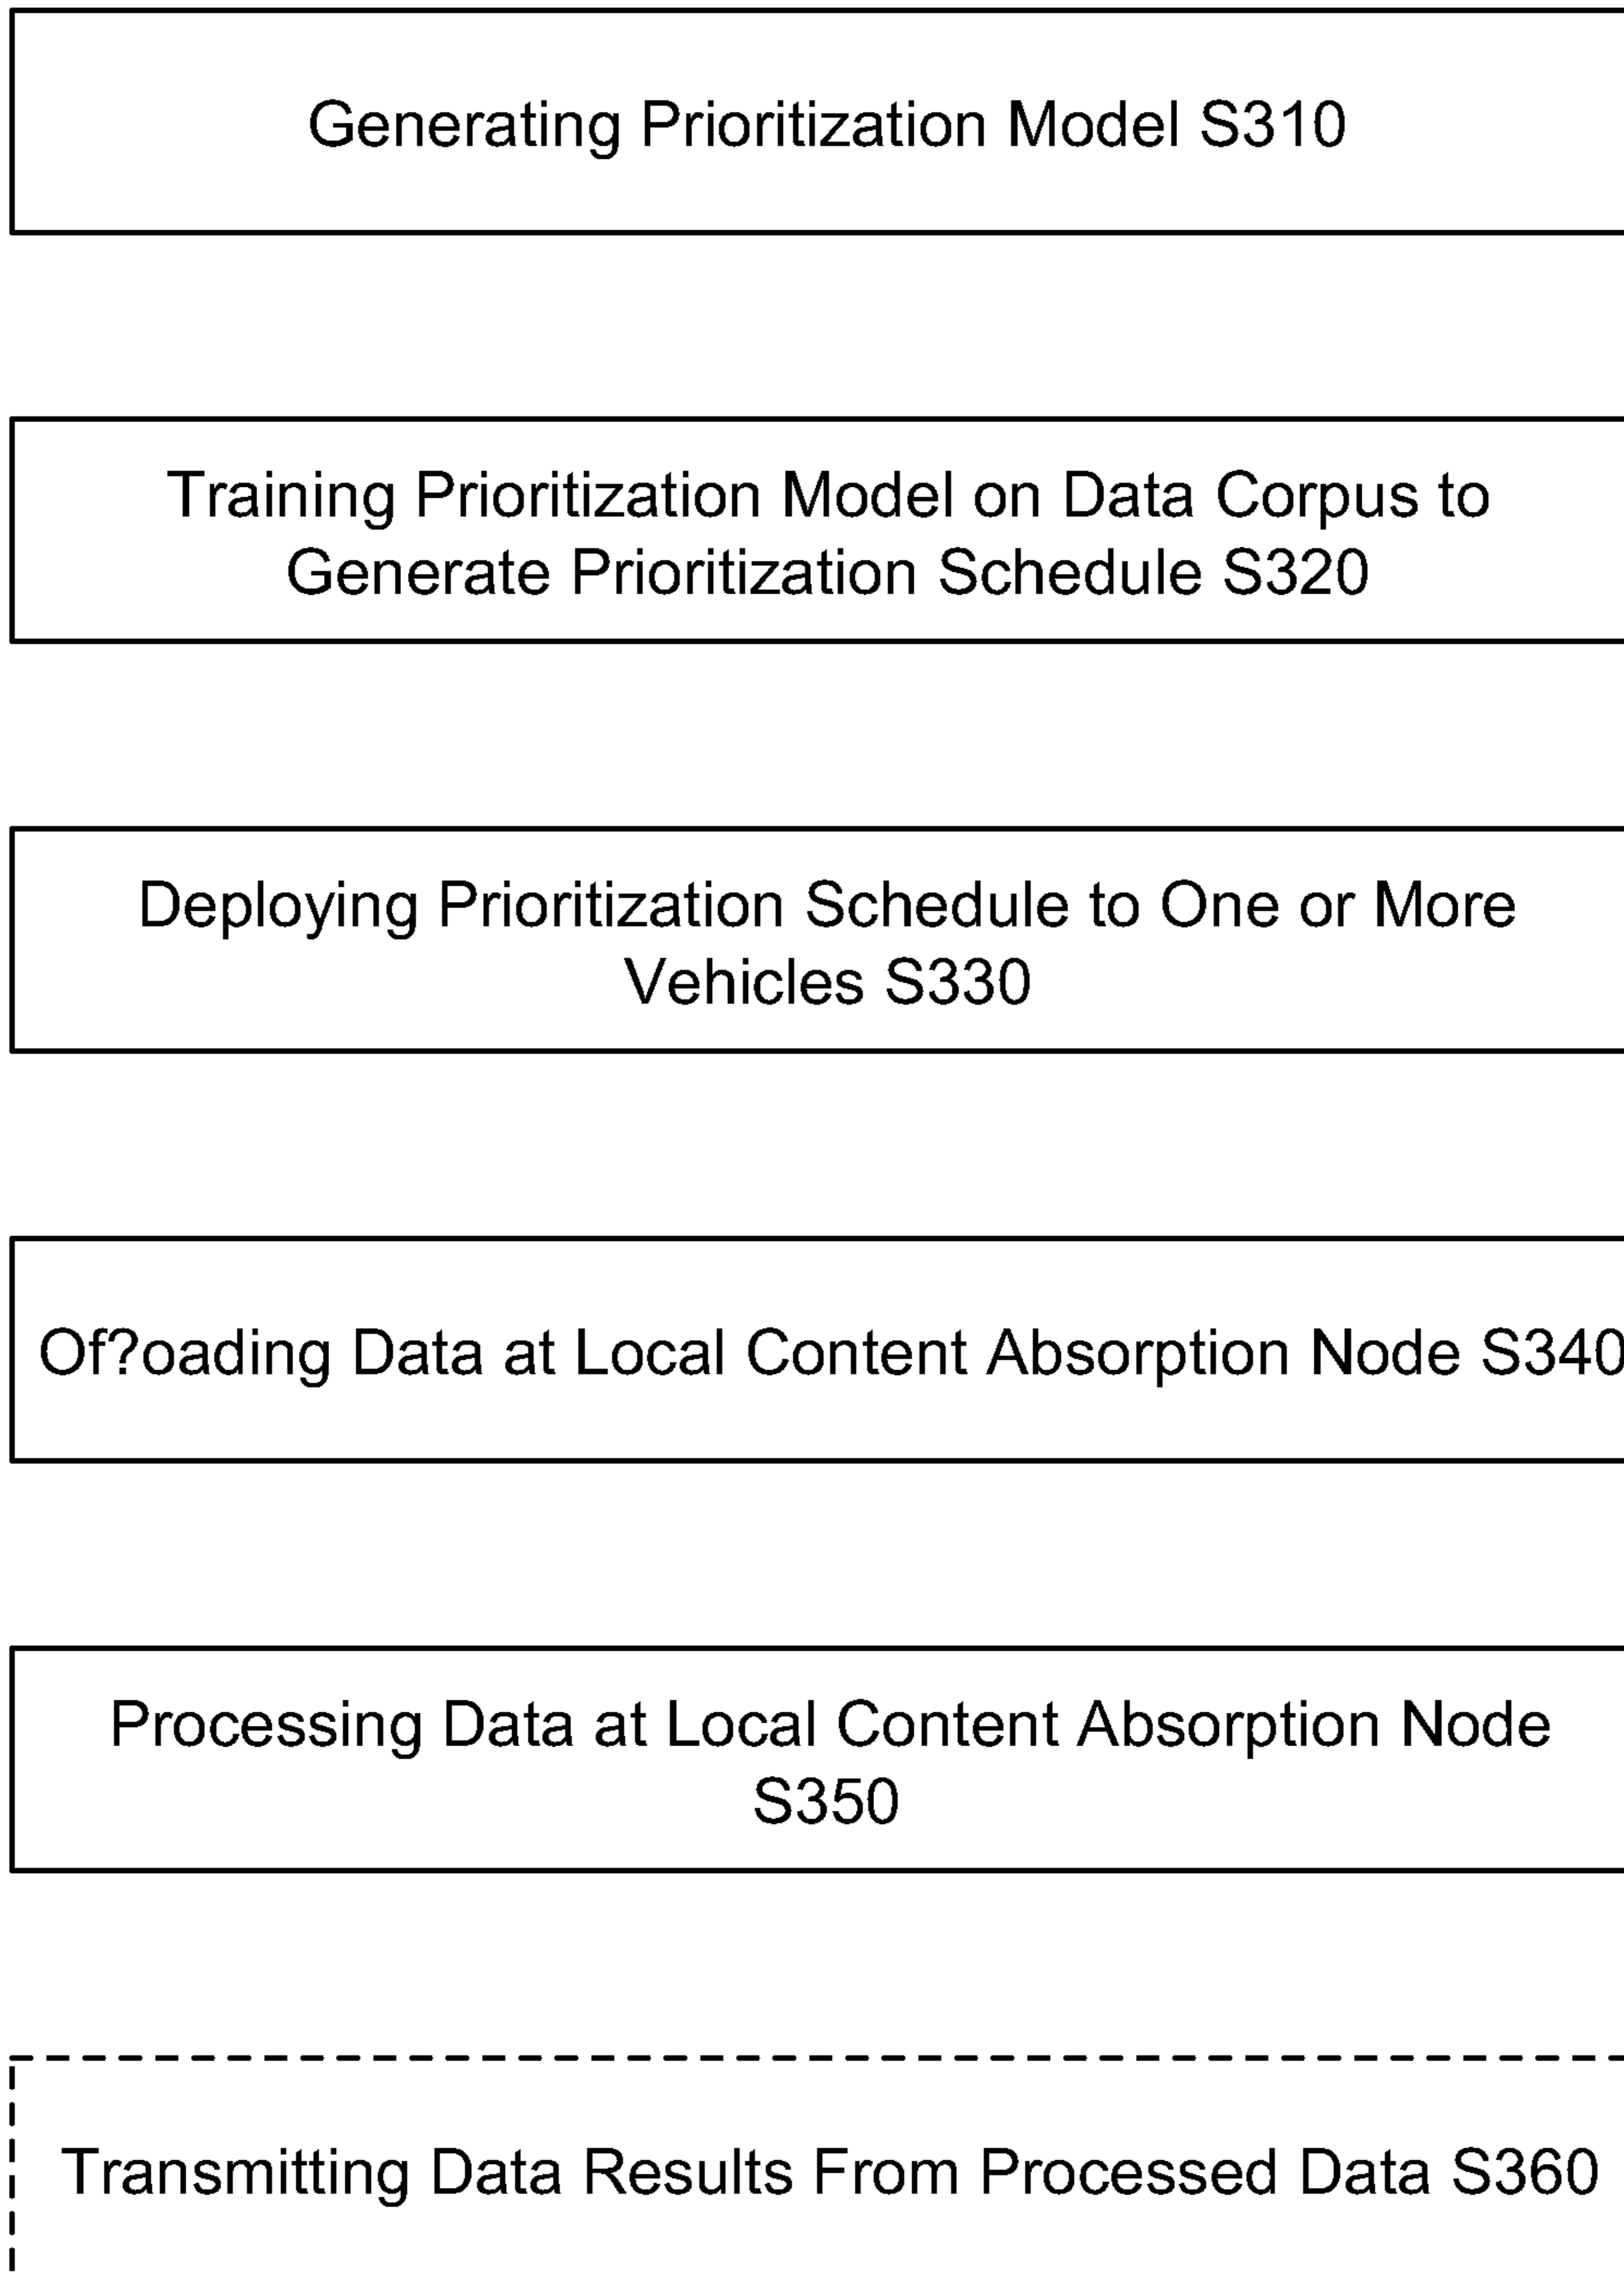 Generating Prioritization Model S310
Training Prioritization Model on Data Corpus to
Generate Prioritization Schedule S320
Deploying Prioritization Schedule to One or More
Vehicles S330
Of?oading Data at Local Content Absorption Node S340
Processing Data at Local Content Absorption Node
S350
Transmitting Data Results From Processed Data S360